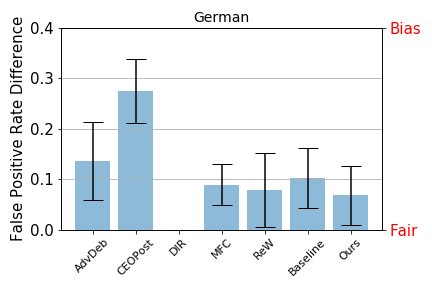 German
False Positive Rate Difference
0.4
0.3
0.2
0.1
0.0
Bias
Fair
AdvDeb
CEOPost
DIR
MFC
ReW
Baseline
Ours